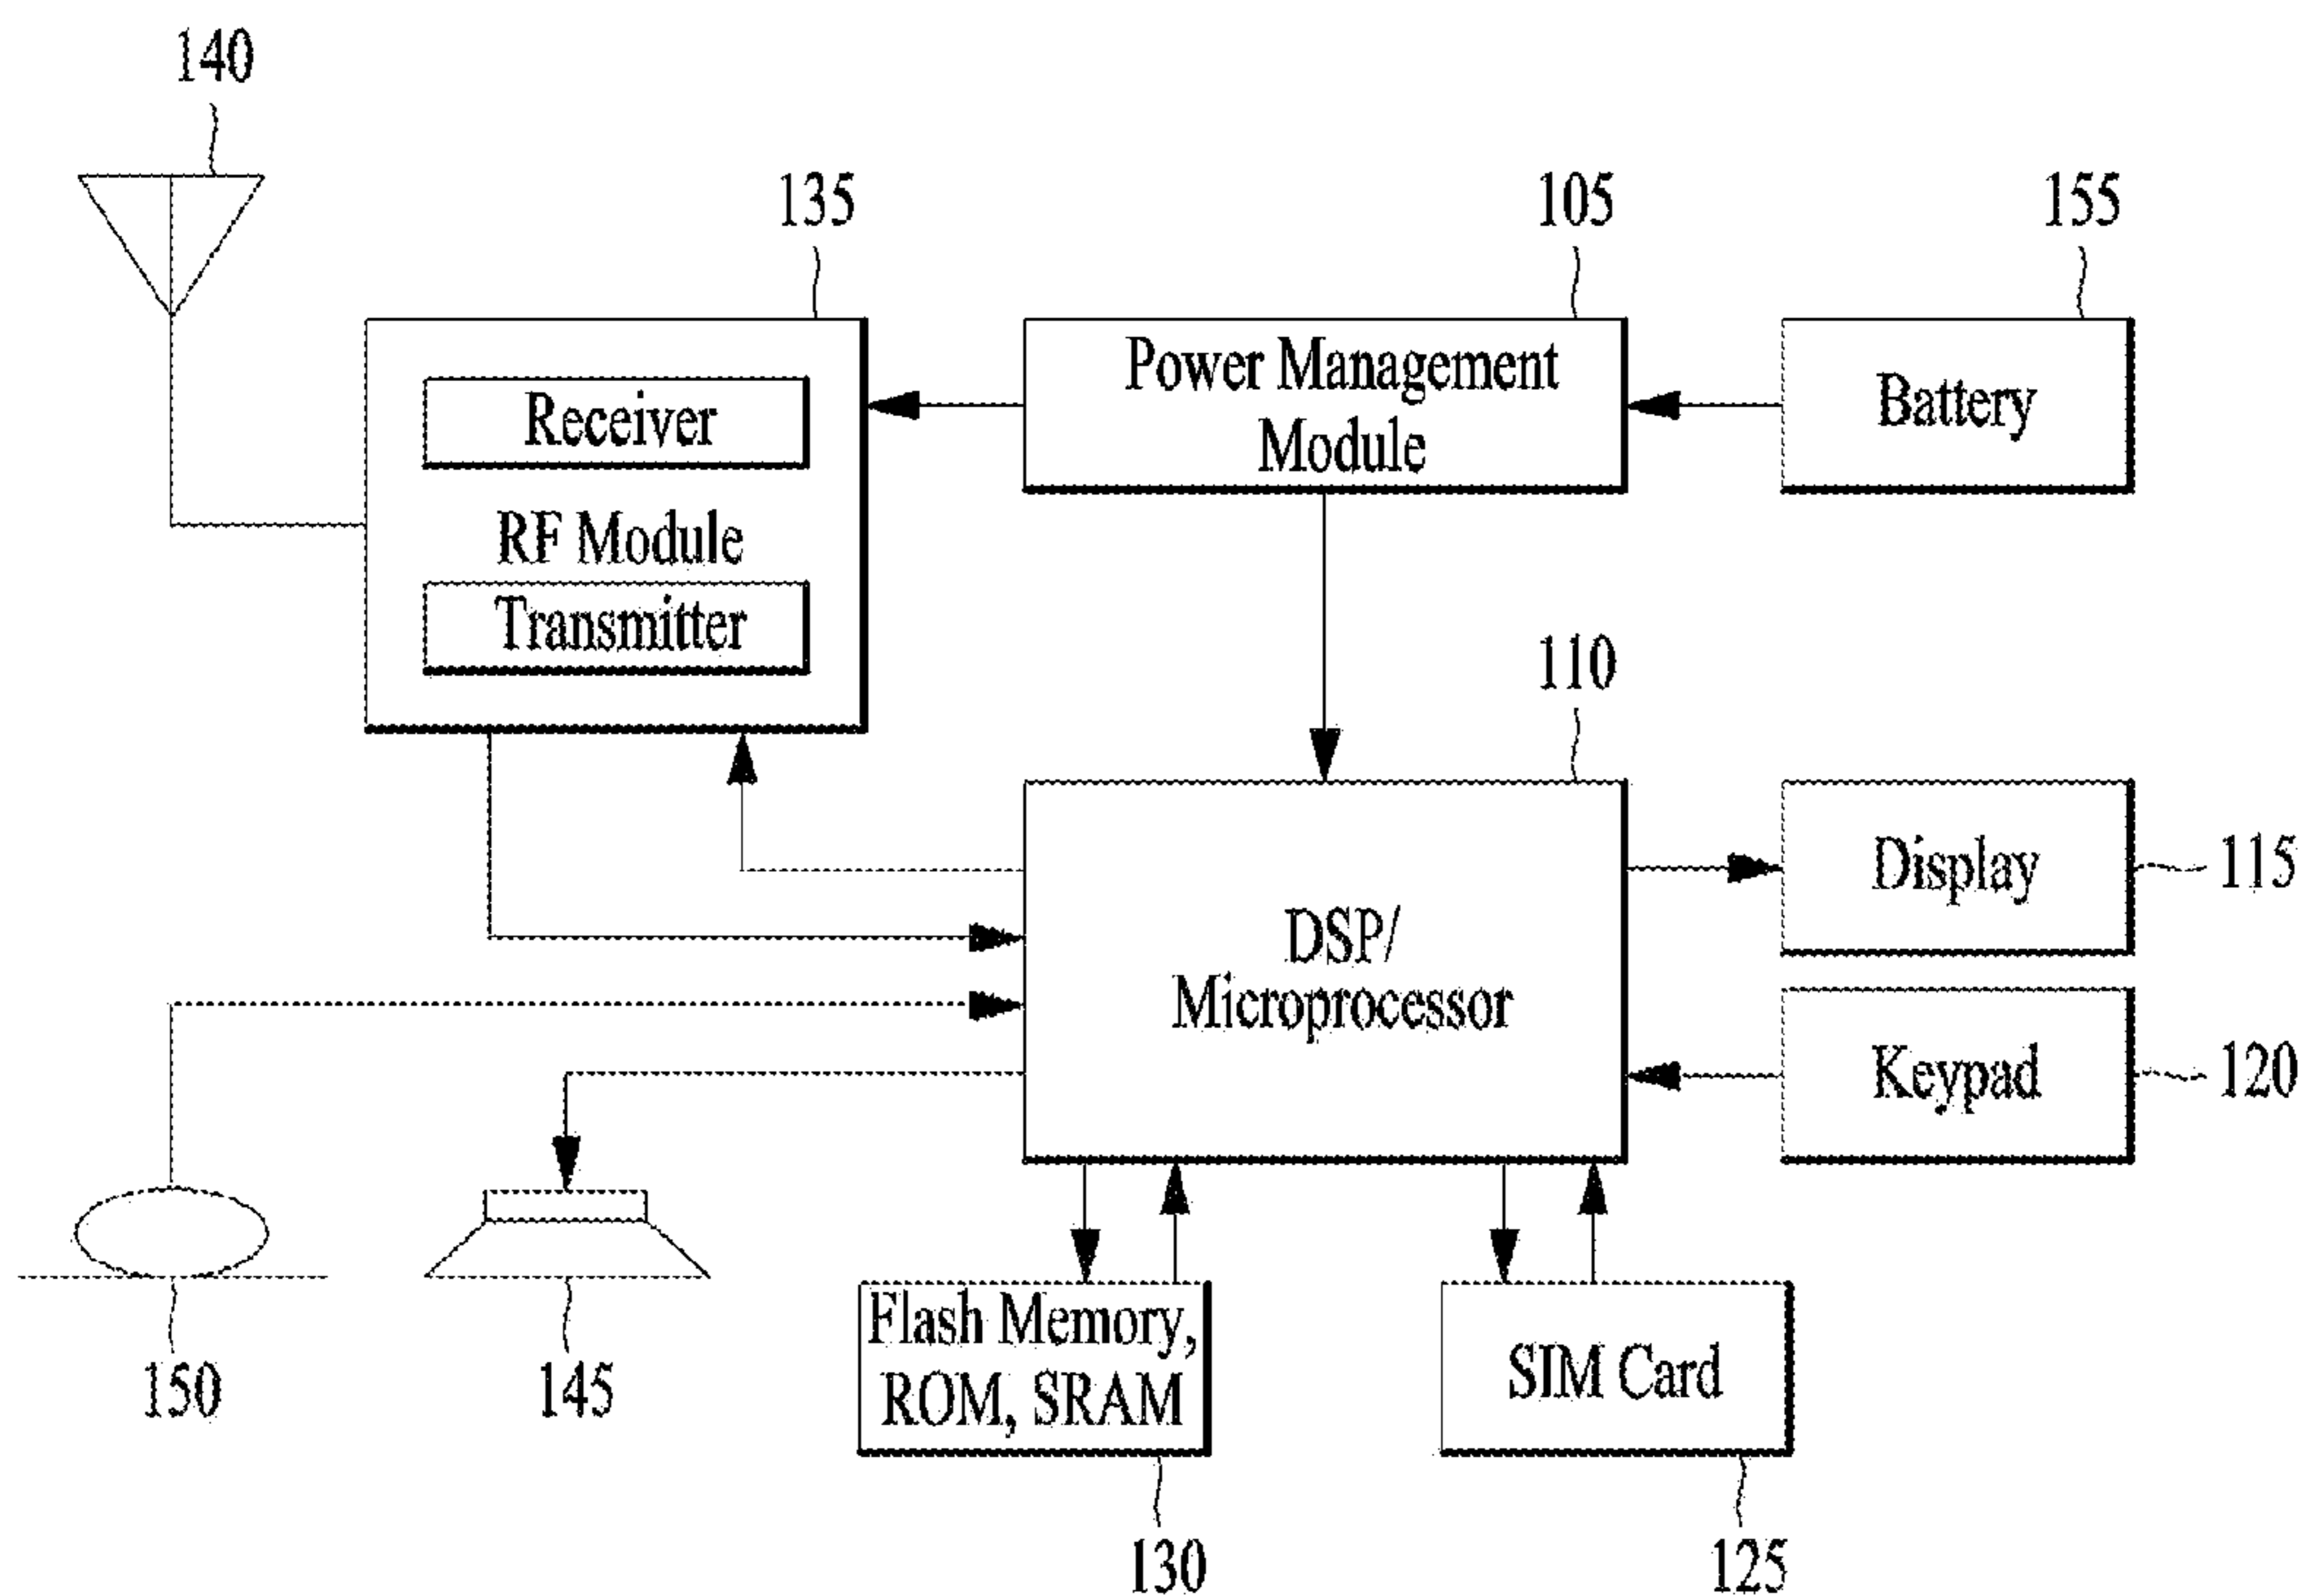 140
135
105
155
Receiver
RF Module
Transmitter
Power Management
Module
Battery
110
DSP/
Microprocessor
Display
115
Keypad
120
150
145
Flash Memory,
ROM, SRAM
SIM Card
130
125